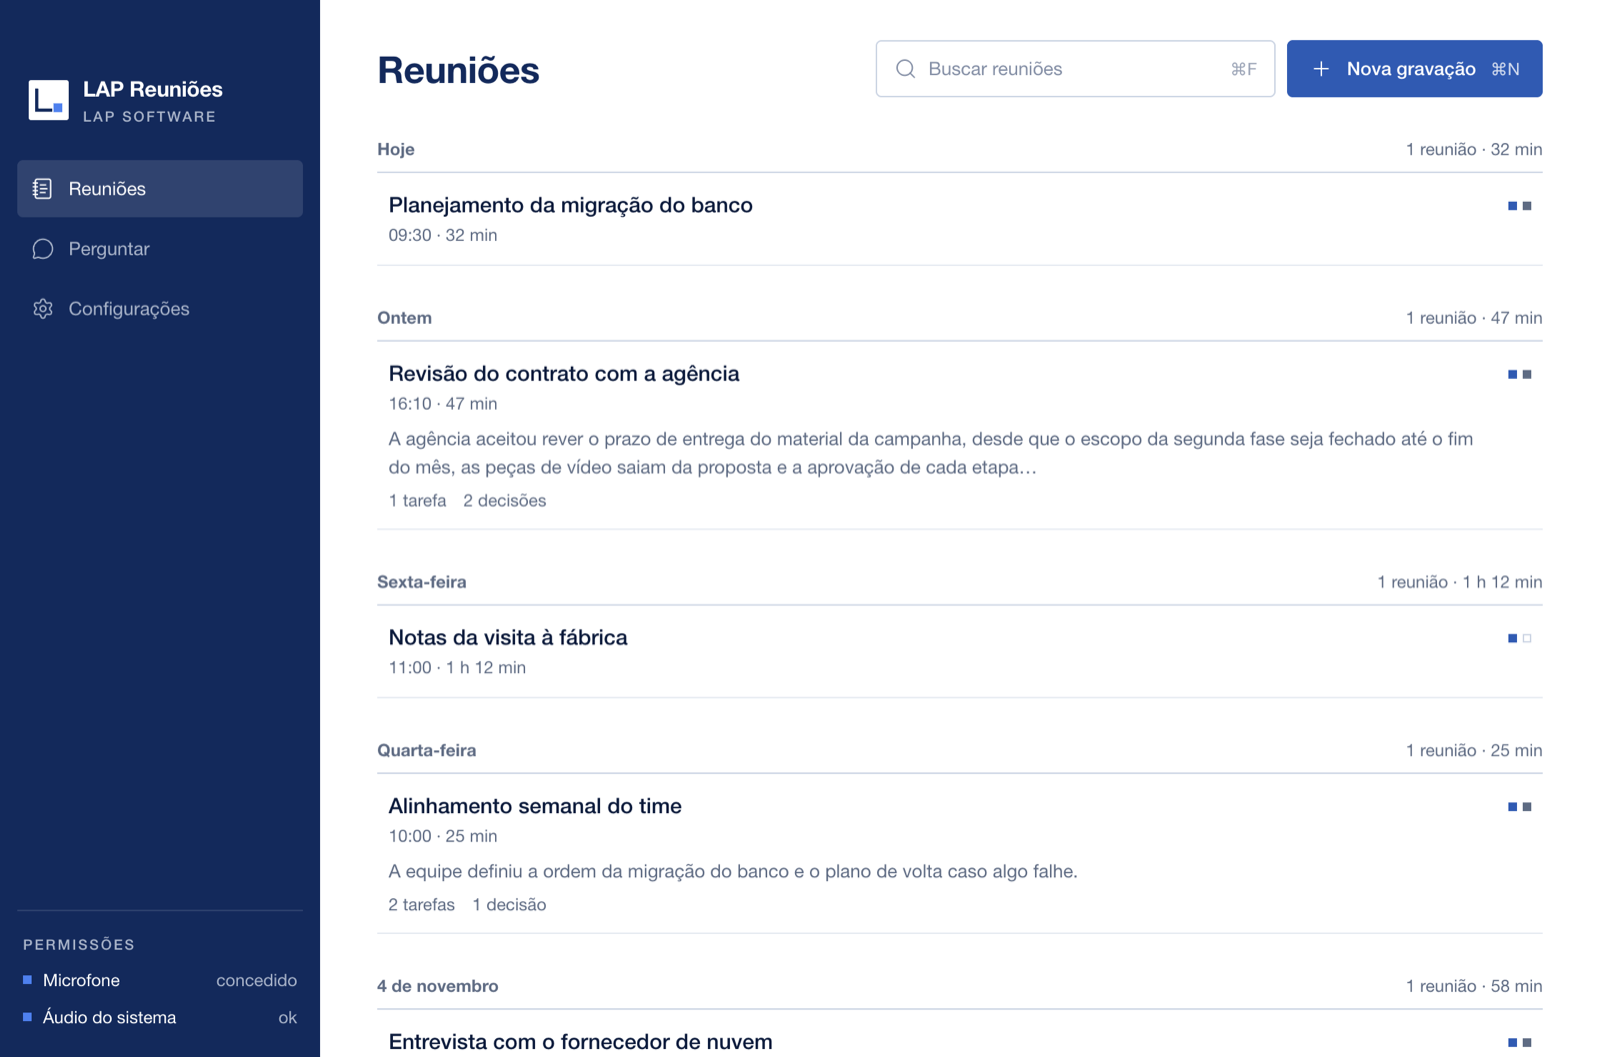 LAP Reuniões
LAP SOFTWARE
Reuniões
Perguntar
Configurações
PERMISSÕES
Microfone concedido
Áudio do sistema ok
Reuniões
Buscar reuniões ⌘F
Nova gravação ⌘N
Hoje 1 reunião · 32 min
Planejamento da migração do banco
09:30 · 32 min
Ontem 1 reunião · 47 min
Revisão do contrato com a agência
16:10 · 47 min
A agência aceitou rever o prazo de entrega do material da campanha, desde que o escopo da segunda fase seja fechado até o fim
do mês, as peças de vídeo saiam da proposta e a aprovação de cada etapa…
1 tarefa 2 decisões
Sexta-feira 1 reunião · 1 h 12 min
Notas da visita à fábrica
11:00 · 1 h 12 min
Quarta-feira 1 reunião · 25 min
Alinhamento semanal do time
10:00 · 25 min
A equipe definiu a ordem da migração do banco e o plano de volta caso algo falhe.
2 tarefas 1 decisão
4 de novembro 1 reunião · 58 min
Entrevista com o fornecedor de nuvem